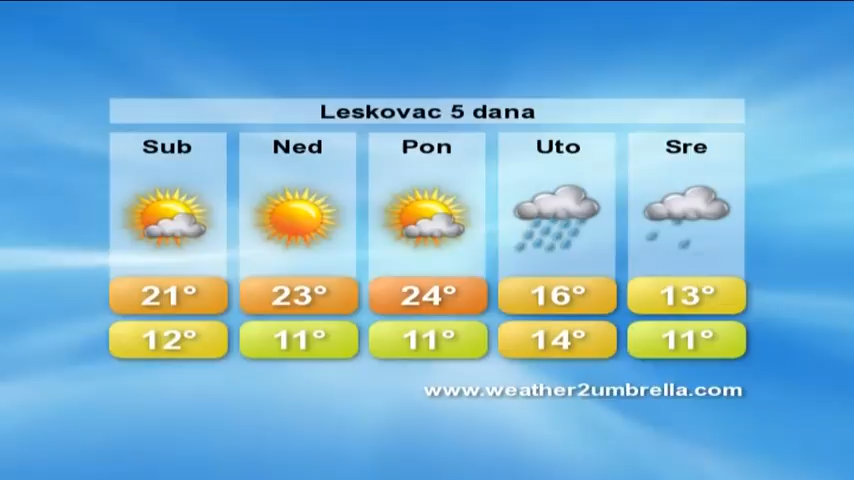 Leskovac 5 dana
Sub Ned Pon Uto Sre
21° 23° 24° 16° 13°
12° 11° 11° 14° 11°
www.weather2umbrella.com